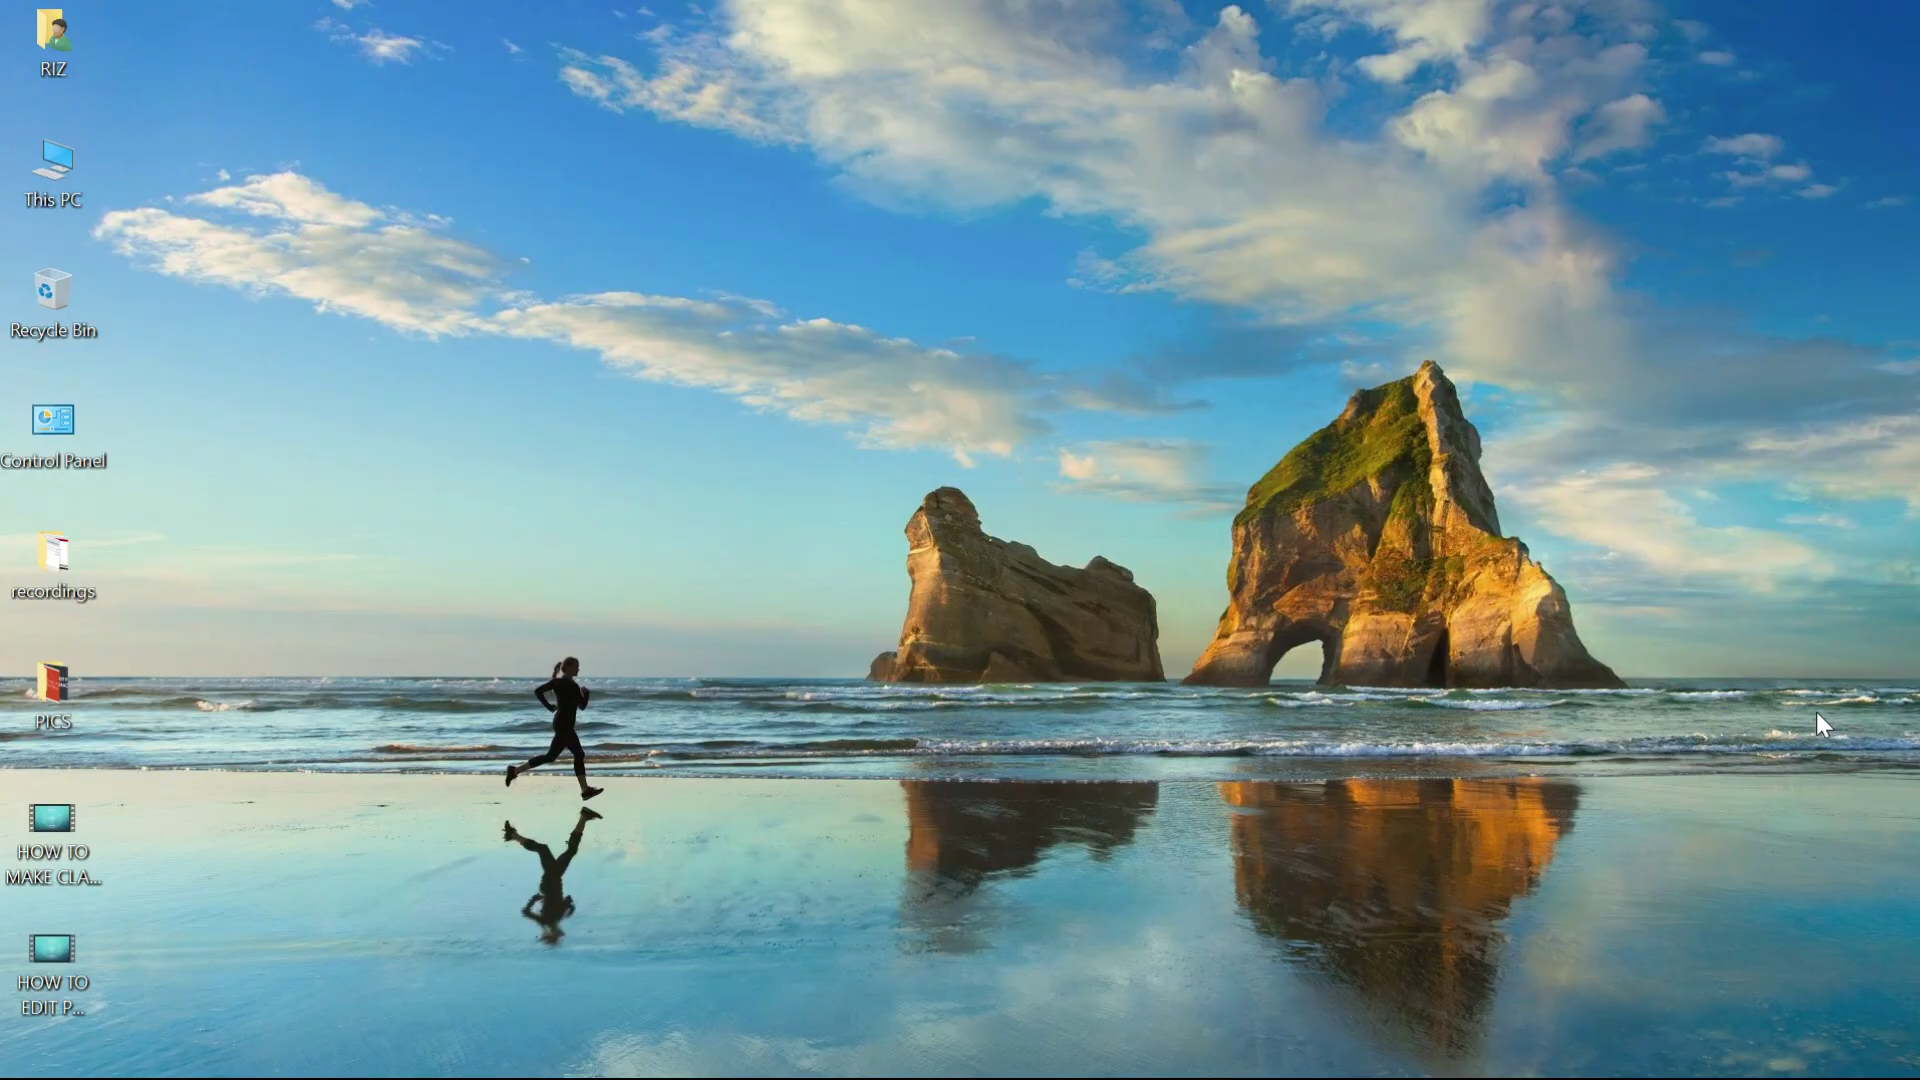 RIZ
This PC
Recycle Bin
Control Panel
recordings
PICS
HOW TO
MAKE CLA...
HOW TO
EDIT P...